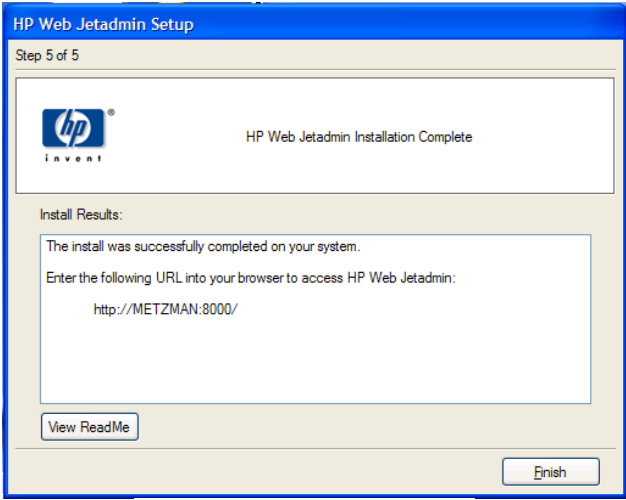 HP Web Jetadmin Setup
Step 5 of 5
hp
®
invent
HP Web Jetadmin Installation Complete
Install Results:
The install was successfully completed on your system.
Enter the following URL into your browser to access HP Web Jetadmin:
http://METZMAN:8000/
View ReadMe
Finish